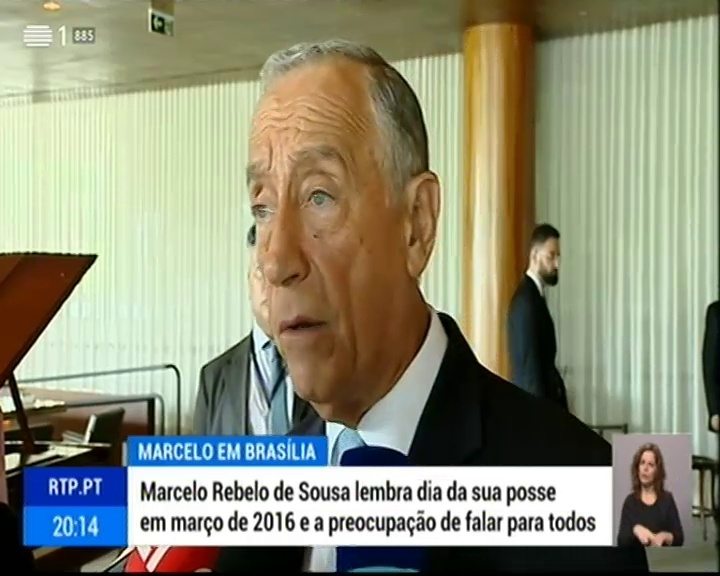 1 885
MARCELO EM BRASÍLIA
RTP.PT
20:14
Marcelo Rebelo de Sousa lembra dia da sua posse
em março de 2016 e a preocupação de falar para todos